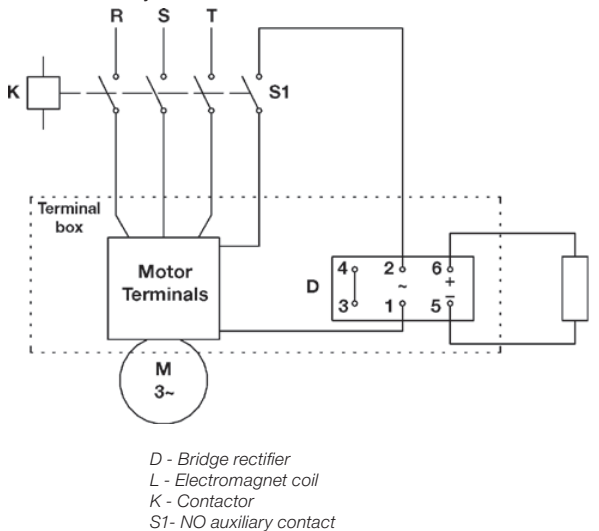 R S T
K
S1
Terminal
box
Motor
Terminals
D
4 2 6
~ +
3 1 5 −
M
3~
D - Bridge rectifier
L - Electromagnet coil
K - Contactor
S1- NO auxiliary contact